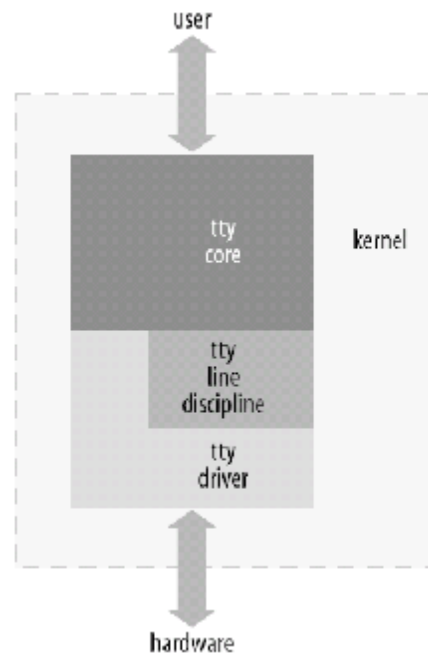 user
tty
core
kernel
tty
line
discipline
tty
driver
hardware